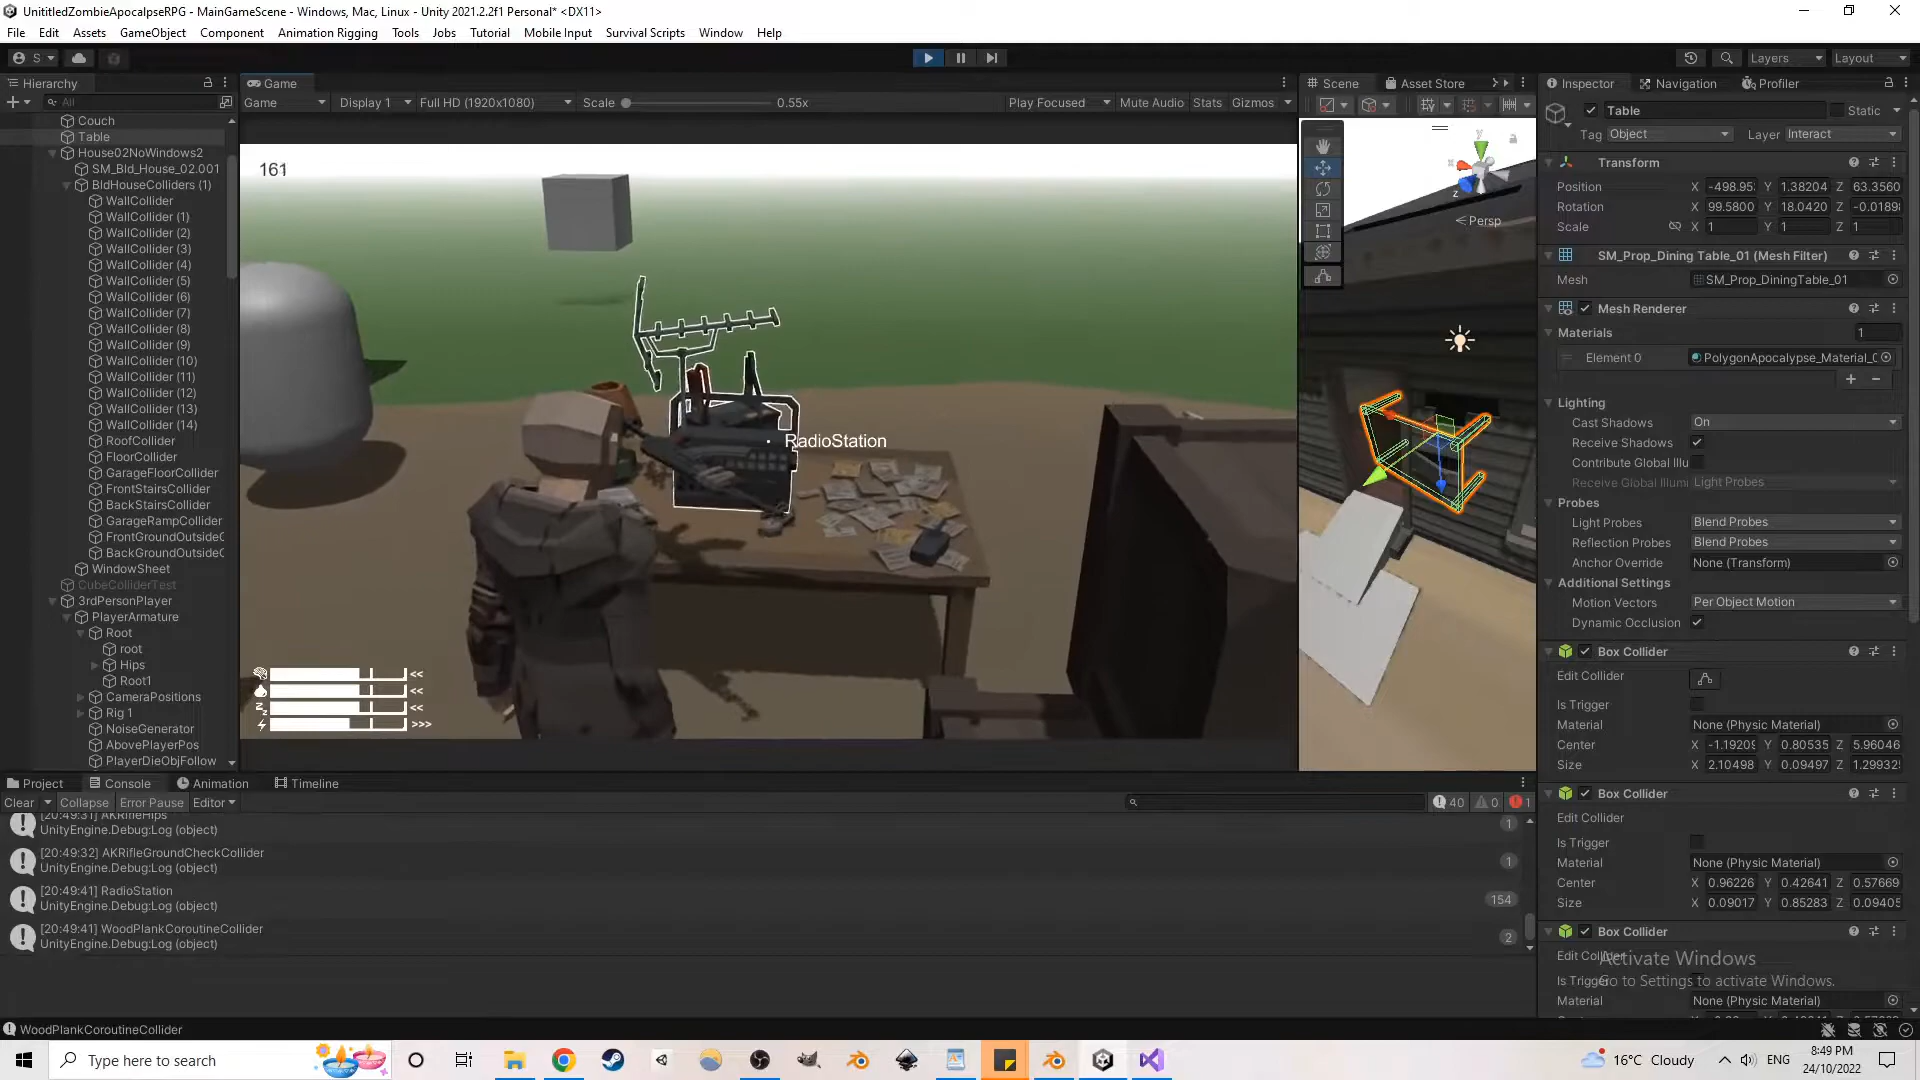 UnititledZombieApocalpseRPG - MainGameScene - Windows, Mac, Linux - Unity 2021.2.2f1 Personal* <DX11>
File Edit Assets GameObject Component Animation Rigging Tools Jobs Tutorial Mobile Input Survival Scripts Window Help
S Layers Layout
Hierarchy Game Scene Asset Store Inspector Navigation Profiler
All
Game Display 1 Full HD (1920x1080) Scale 0.55x Play Focused Mute Audio Stats Gizmos
Couch
Table
House02NoWindows2
SM_Bld_House_02.001
BldHouseColliders (1)
WallCollider
WallCollider (1)
WallCollider (2)
WallCollider (3)
WallCollider (4)
WallCollider (5)
WallCollider (6)
WallCollider (7)
WallCollider (8)
WallCollider (9)
WallCollider (10)
WallCollider (11)
WallCollider (12)
WallCollider (13)
WallCollider (14)
RoofCollider
FloorCollider
GarageFloorCollider
FrontStairsCollider
BackStairsCollider
GarageRampCollider
FrontGroundOutsideC
BackGroundOutsideC
WindowSheet
CubeColliderTest
3rdPersonPlayer
PlayerArmature
Root
root
Hips
Root1
CameraPositions
Rig 1
NoiseGenerator
AbovePlayerPos
PlayerDieObjFollow
161
RadioStation
<<
<<
<<
>>>
y
x
z
Persp
Table Static
Tag Object Layer Interact
Transform
Position X -498.95 Y 1.38204 Z 63.3560
Rotation X 99.5800 Y 18.0420 Z -0.0189
Scale X 1 Y 1 Z 1
SM_Prop_Dining Table_01 (Mesh Filter)
Mesh SM_Prop_DiningTable_01
Mesh Renderer
Materials 1
Element 0 PolygonApocalypse_Material_0
Lighting
Cast Shadows On
Receive Shadows
Contribute Global Illu
Receive Global Illumi Light Probes
Probes
Light Probes Blend Probes
Reflection Probes Blend Probes
Anchor Override None (Transform)
Additional Settings
Motion Vectors Per Object Motion
Dynamic Occlusion
Box Collider
Edit Collider
Is Trigger
Material None (Physic Material)
Center X -1.1920 Y 0.80535 Z 5.96046
Size X 2.10498 Y 0.09497 Z 1.29932
Box Collider
Edit Collider
Is Trigger
Material None (Physic Material)
Center X 0.96226 Y 0.42641 Z 0.57669
Size X 0.09017 Y 0.85283 Z 0.09405
Box Collider
Edit Collider
Is Trigger
Material None (Physic Material)
Activate Windows
Go to Settings to activate Windows.
Project Console Animation Timeline
Clear Collapse Error Pause Editor 40 0 1
[20:49:31] AKRifleHips
UnityEngine.Debug:Log (object) 1
[20:49:32] AKRifleGroundCheckCollider
UnityEngine.Debug:Log (object) 1
[20:49:41] RadioStation
UnityEngine.Debug:Log (object) 154
[20:49:41] WoodPlankCoroutineCollider
UnityEngine.Debug:Log (object) 2
WoodPlankCoroutineCollider
Type here to search
16°C Cloudy ENG 8:49 PM
24/10/2022